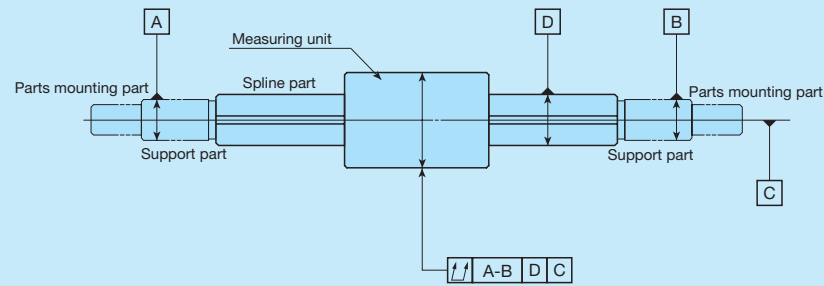 A
D
B
Measuring unit
Parts mounting part
Spline part
Parts mounting part
Support part
Support part
C
A-B D C